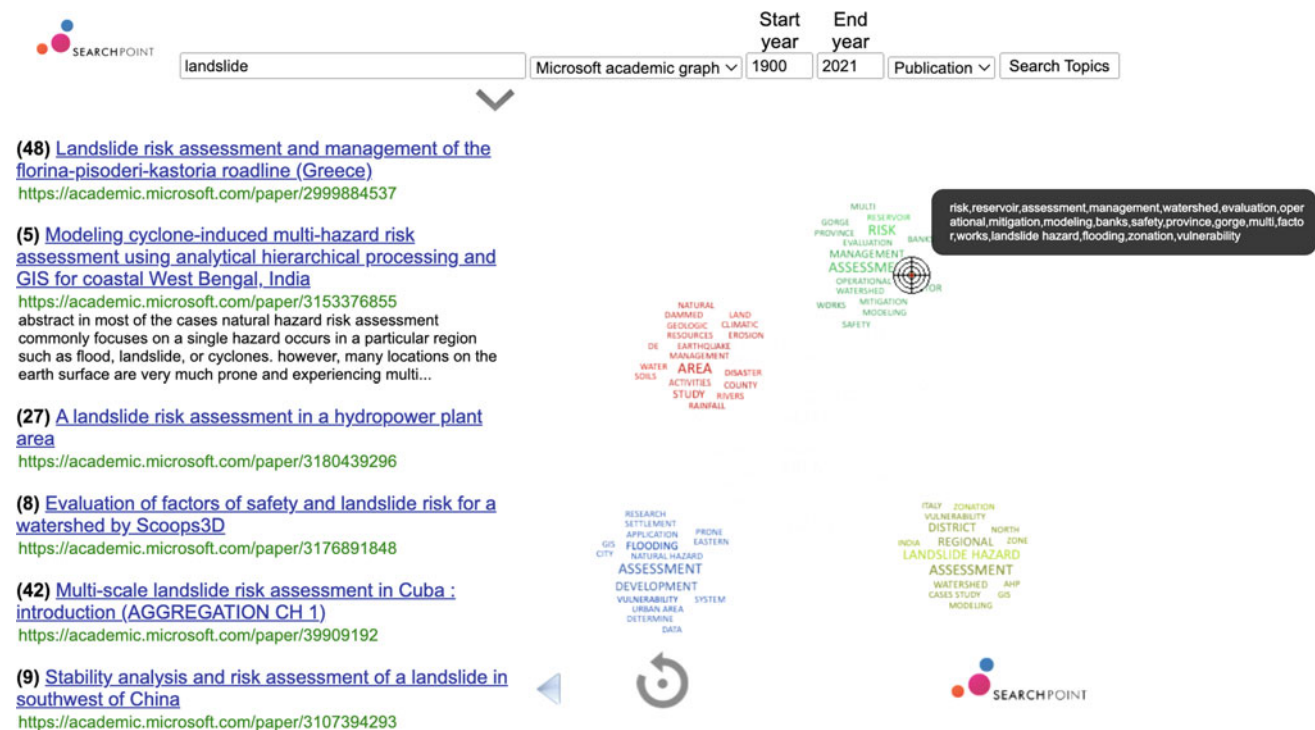 Start
year
End
year
SEARCHPOINT
landslide
Microsoft academic graph
1900
2021
Publication
Search Topics
(48) Landslide risk assessment and management of the
florina-pisoderi-kastoria roadline (Greece)
https://academic.microsoft.com/paper/2999884537
(5) Modeling cyclone-induced multi-hazard risk
assessment using analytical hierarchical processing and
GIS for coastal West Bengal, India
https://academic.microsoft.com/paper/3153376855
abstract in most of the cases natural hazard risk assessment
commonly focuses on a single hazard occurs in a particular region
such as flood, landslide, or cyclones. however, many locations on the
earth surface are very much prone and experiencing multi...
(27) A landslide risk assessment in a hydropower plant
area
https://academic.microsoft.com/paper/3180439296
(8) Evaluation of factors of safety and landslide risk for a
watershed by Scoops3D
https://academic.microsoft.com/paper/3176891848
(42) Multi-scale landslide risk assessment in Cuba :
introduction (AGGREGATION CH 1)
https://academic.microsoft.com/paper/39909192
(9) Stability analysis and risk assessment of a landslide in
southwest of China
https://academic.microsoft.com/paper/3107394293
MULTI
GORGE RESERVOIR
PROVINCE RISK
EVALUATION BANKS
MANAGEMENT
OPERATIONAL
WATERSHED
WORKS MITIGATION
MODELING
SAFETY
risk,reservoir,assessment,management,watershed,evaluation,oper
ational,mitigation,modeling,banks,safety,province,gorge,multi,facto
r,works,landslide hazard,flooding,zonation,vulnerability
NATURAL
DAMMED LAND
GEOLOGIC CLIMATIC
RESOURCES EROSION
DE EARTHQUAKE
MANAGEMENT
WATER AREA DISASTER
SOILS ACTIVITIES COUNTY
STUDY RIVERS
RAINFALL
RESEARCH
SETTLEMENT
APPLICATION PRONE
GIS FLOODING EASTERN
CITY NATURAL HAZARD
ASSESSMENT
DEVELOPMENT
VULNERABILITY SYSTEM
URBAN AREA
DETERMINE
DATA
ITALY ZONATION
VULNERABILITY
DISTRICT NORTH
INDIA REGIONAL ZONE
LANDSLIDE HAZARD
ASSESSMENT
WATERSHED AHP
CASES STUDY GIS
MODELING
SEARCHPOINT